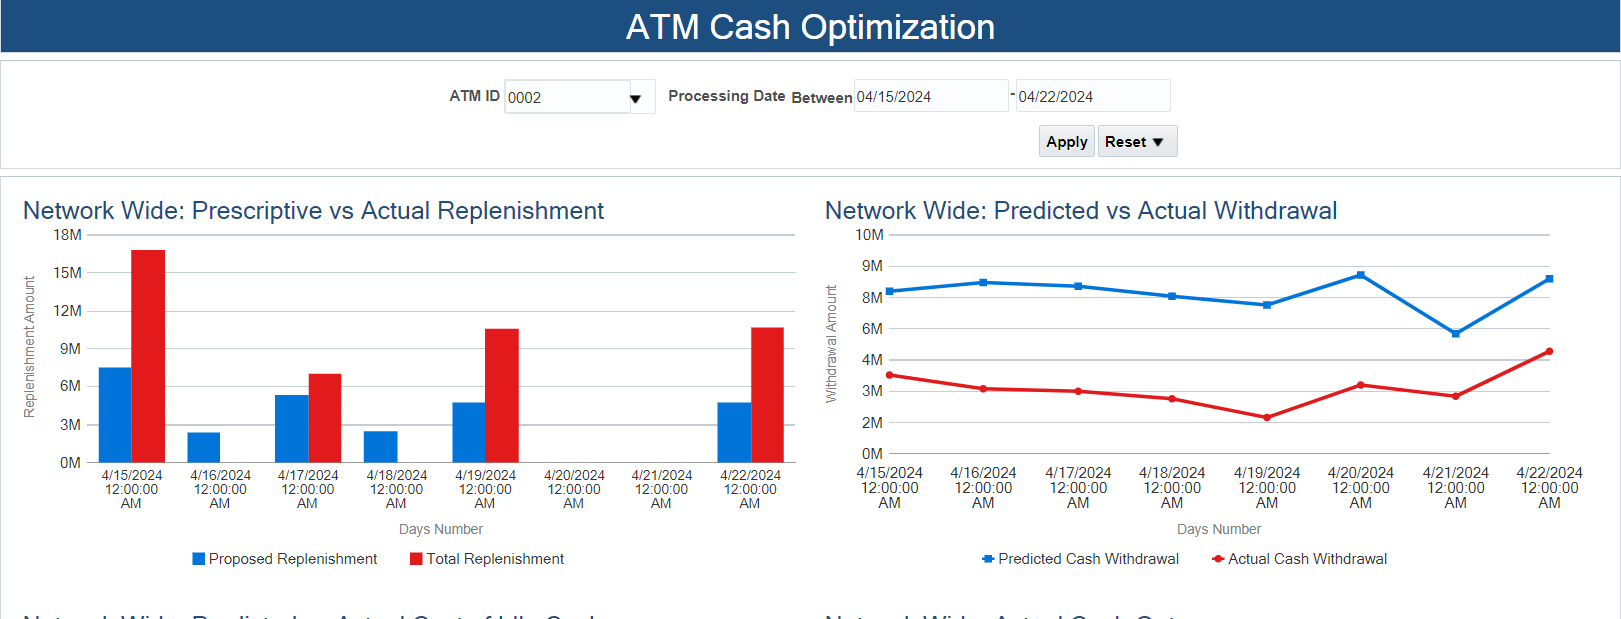 ATM Cash Optimization
ATM ID 0002 Processing Date Between 04/15/2024 - 04/22/2024
Apply Reset
Network Wide: Prescriptive vs Actual Replenishment
18M
15M
12M
9M
6M
3M
0M
Replenishment Amount
4/15/2024 12:00:00 AM
4/16/2024 12:00:00 AM
4/17/2024 12:00:00 AM
4/18/2024 12:00:00 AM
4/19/2024 12:00:00 AM
4/20/2024 12:00:00 AM
4/21/2024 12:00:00 AM
4/22/2024 12:00:00 AM
Days Number
Proposed Replenishment Total Replenishment
Network Wide: Predicted vs Actual Withdrawal
10M
9M
8M
6M
4M
3M
2M
0M
Withdrawal Amount
4/15/2024 12:00:00 AM
4/16/2024 12:00:00 AM
4/17/2024 12:00:00 AM
4/18/2024 12:00:00 AM
4/19/2024 12:00:00 AM
4/20/2024 12:00:00 AM
4/21/2024 12:00:00 AM
4/22/2024 12:00:00 AM
Days Number
Predicted Cash Withdrawal Actual Cash Withdrawal